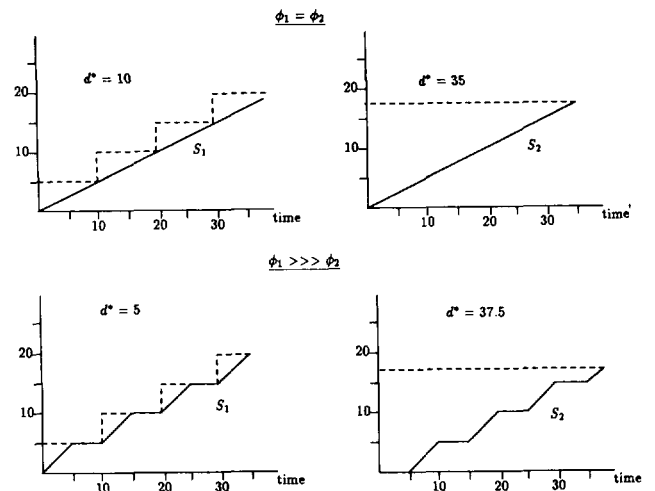 ϕ₁ = ϕ₂
d* = 10
20
10
S₁
10 20 30 time
d* = 35
20
10
S₂
10 20 30 time
ϕ₁ >>> ϕ₂
d* = 5
20
10
S₁
10 20 30 time
d* = 37.5
20
10
S₂
10 20 30 time